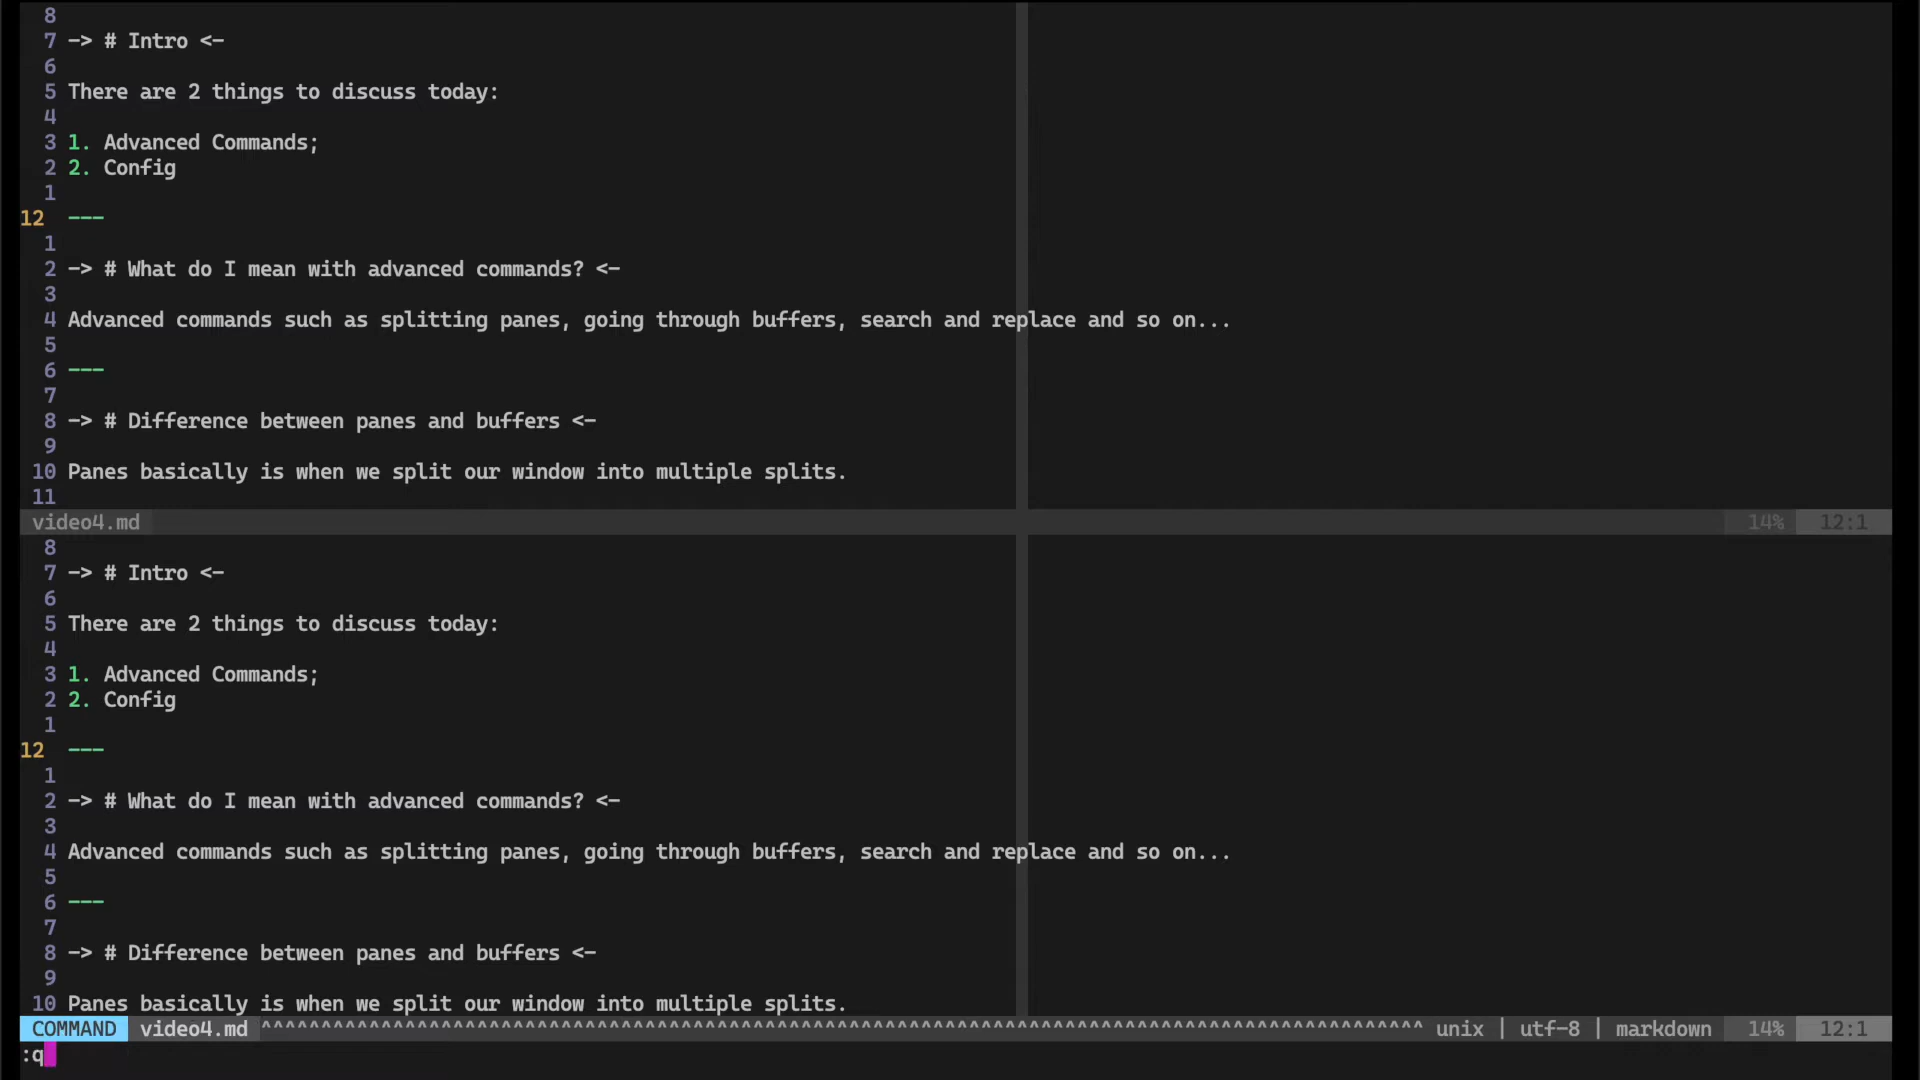 8
7 -> # Intro <-
6
5 There are 2 things to discuss today:
4
3 1. Advanced Commands;
2 2. Config
1
12 ---
1
2 -> # What do I mean with advanced commands? <-
3
4 Advanced commands such as splitting panes, going through buffers, search and replace and so on...
5
6 ---
7
8 -> # Difference between panes and buffers <-
9
10 Panes basically is when we split our window into multiple splits.
11
video4.md 14% 12:1
8
7 -> # Intro <-
6
5 There are 2 things to discuss today:
4
3 1. Advanced Commands;
2 2. Config
1
12 ---
1
2 -> # What do I mean with advanced commands? <-
3
4 Advanced commands such as splitting panes, going through buffers, search and replace and so on...
5
6 ---
7
8 -> # Difference between panes and buffers <-
9
10 Panes basically is when we split our window into multiple splits.
COMMAND video4.md ^^^^^^^^^^^^^^^^^^^^^^^^^^^^^^^^^^^^^^^^^^^^^^^^^^^^^^^^^^^^^^^^^^^^^^^^^^^^^^^^^^^^^^^^^^^^^^^^^ unix | utf-8 | markdown 14% 12:1
:q